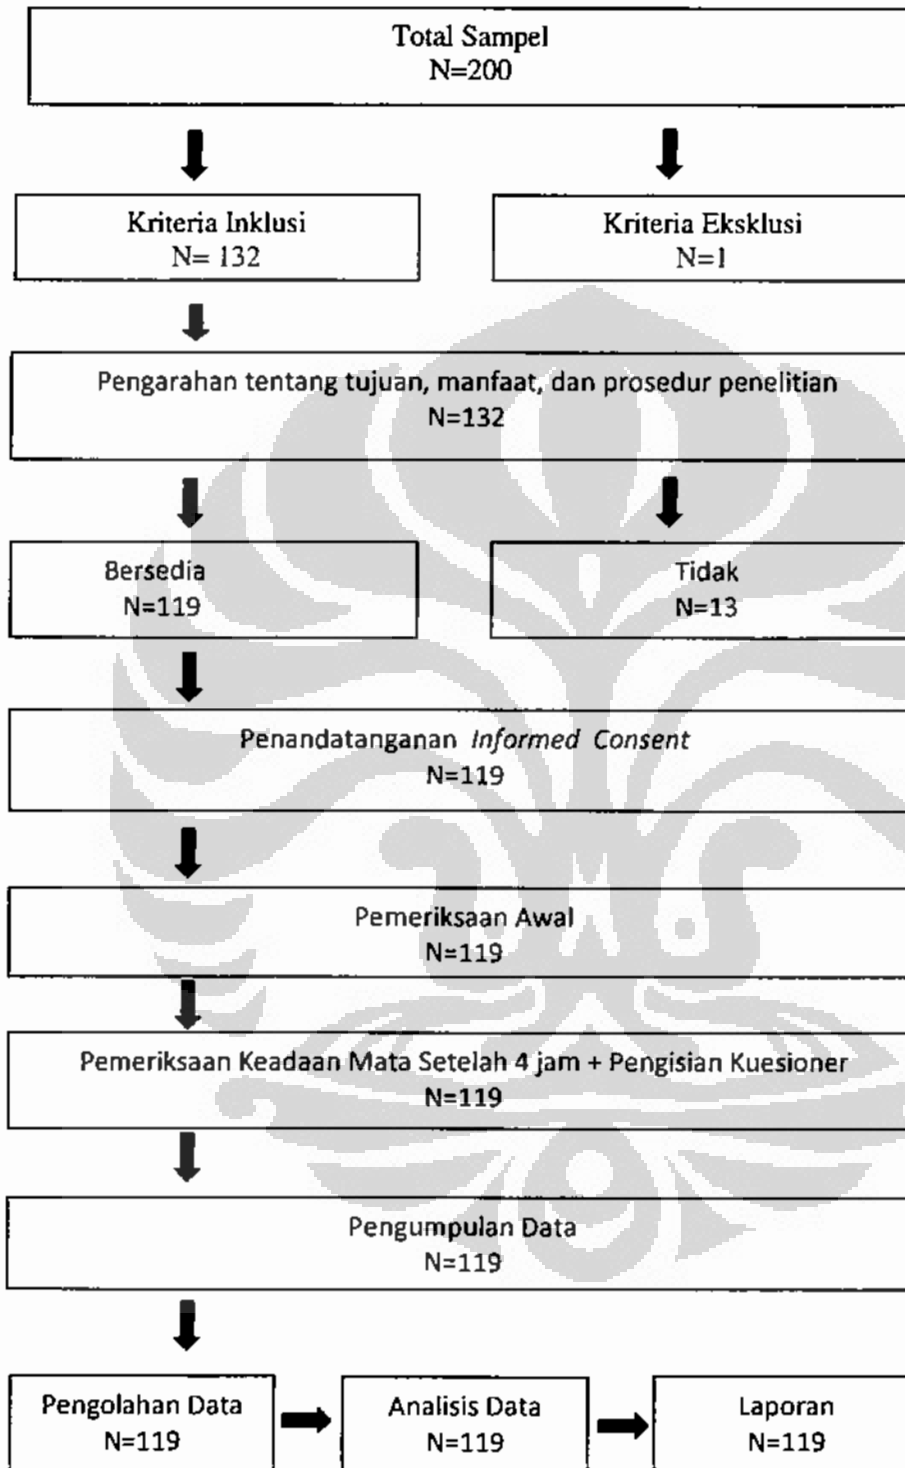 Total Sampel
N=200
Kriteria Inklusi
N= 132
Kriteria Eksklusi
N=1
Pengarahan tentang tujuan, manfaat, dan prosedur penelitian
N=132
Bersedia
N=119
Tidak
N=13
Penandatanganan Informed Consent
N=119
Pemeriksaan Awal
N=119
Pemeriksaan Keadaan Mata Setelah 4 jam + Pengisian Kuesioner
N=119
Pengumpulan Data
N=119
Pengolahan Data
N=119
Analisis Data
N=119
Laporan
N=119